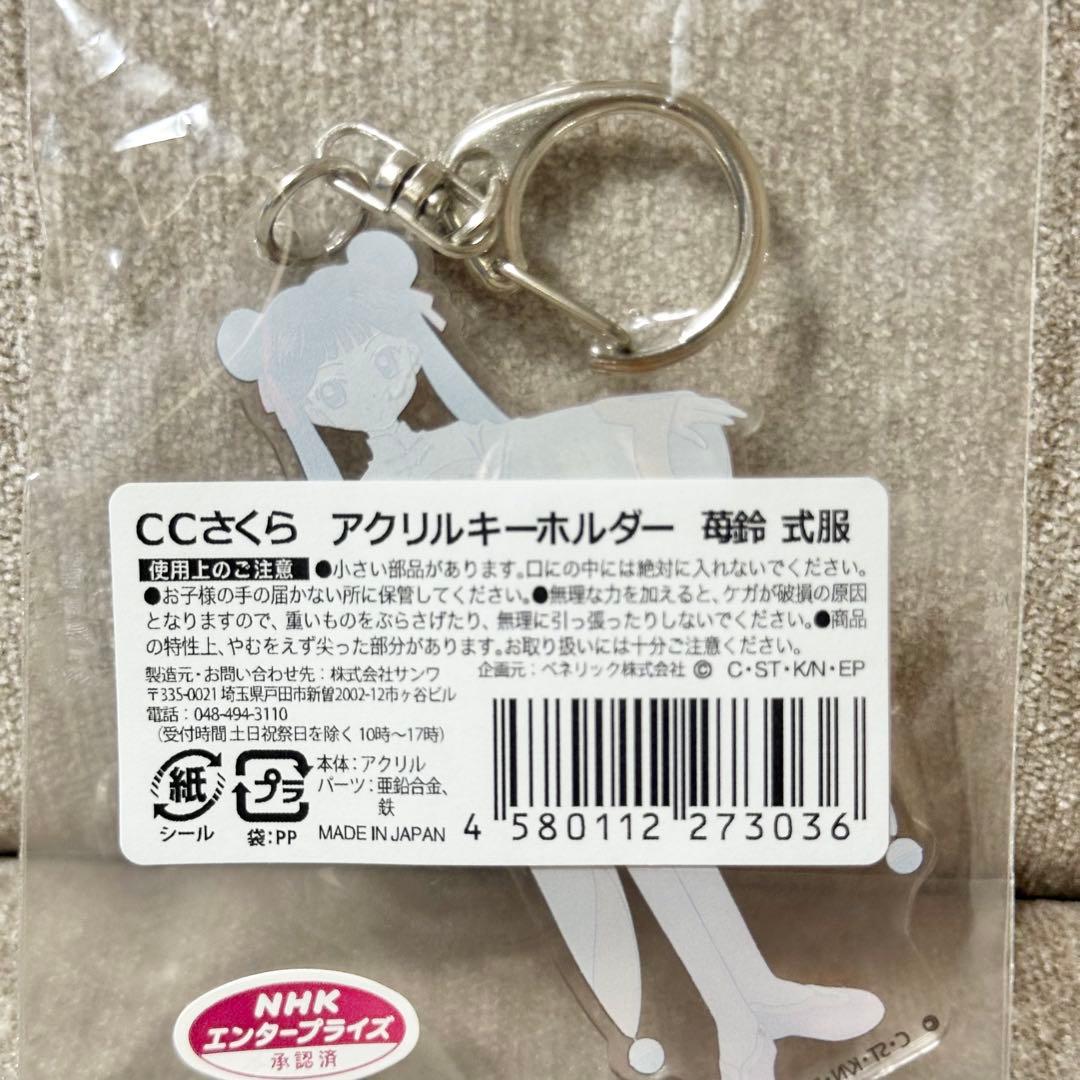 CCさくら アクリルキーホルダー 苺鈴 式服
使用上のご注意 ●小さい部品があります。口にの中には絶対に入れないでください。
●お子様の手の届かない所に保管してください。●無理な力を加えると、ケガが破損の原因
となりますので、重いものをぶらさげたり、無理に引っ張ったりしないでください。●商品
の特性上、やむをえず尖った部分があります。お取り扱いには十分ご注意ください。
製造元・お問い合わせ先：株式会社サンワ
〒335-0021 埼玉県戸田市新曽2002-12市ヶ谷ビル
電話：048-494-3110
（受付時間 土日祝祭日を除く 10時～17時）
企画元：ベネリック株式会社 © C・ST・K/N・EP
紙
シール
プラ
袋：PP
本体：アクリル
パーツ：亜鉛合金、
鉄
MADE IN JAPAN
4 580112 273036
NHK
エンタープライズ
承認済